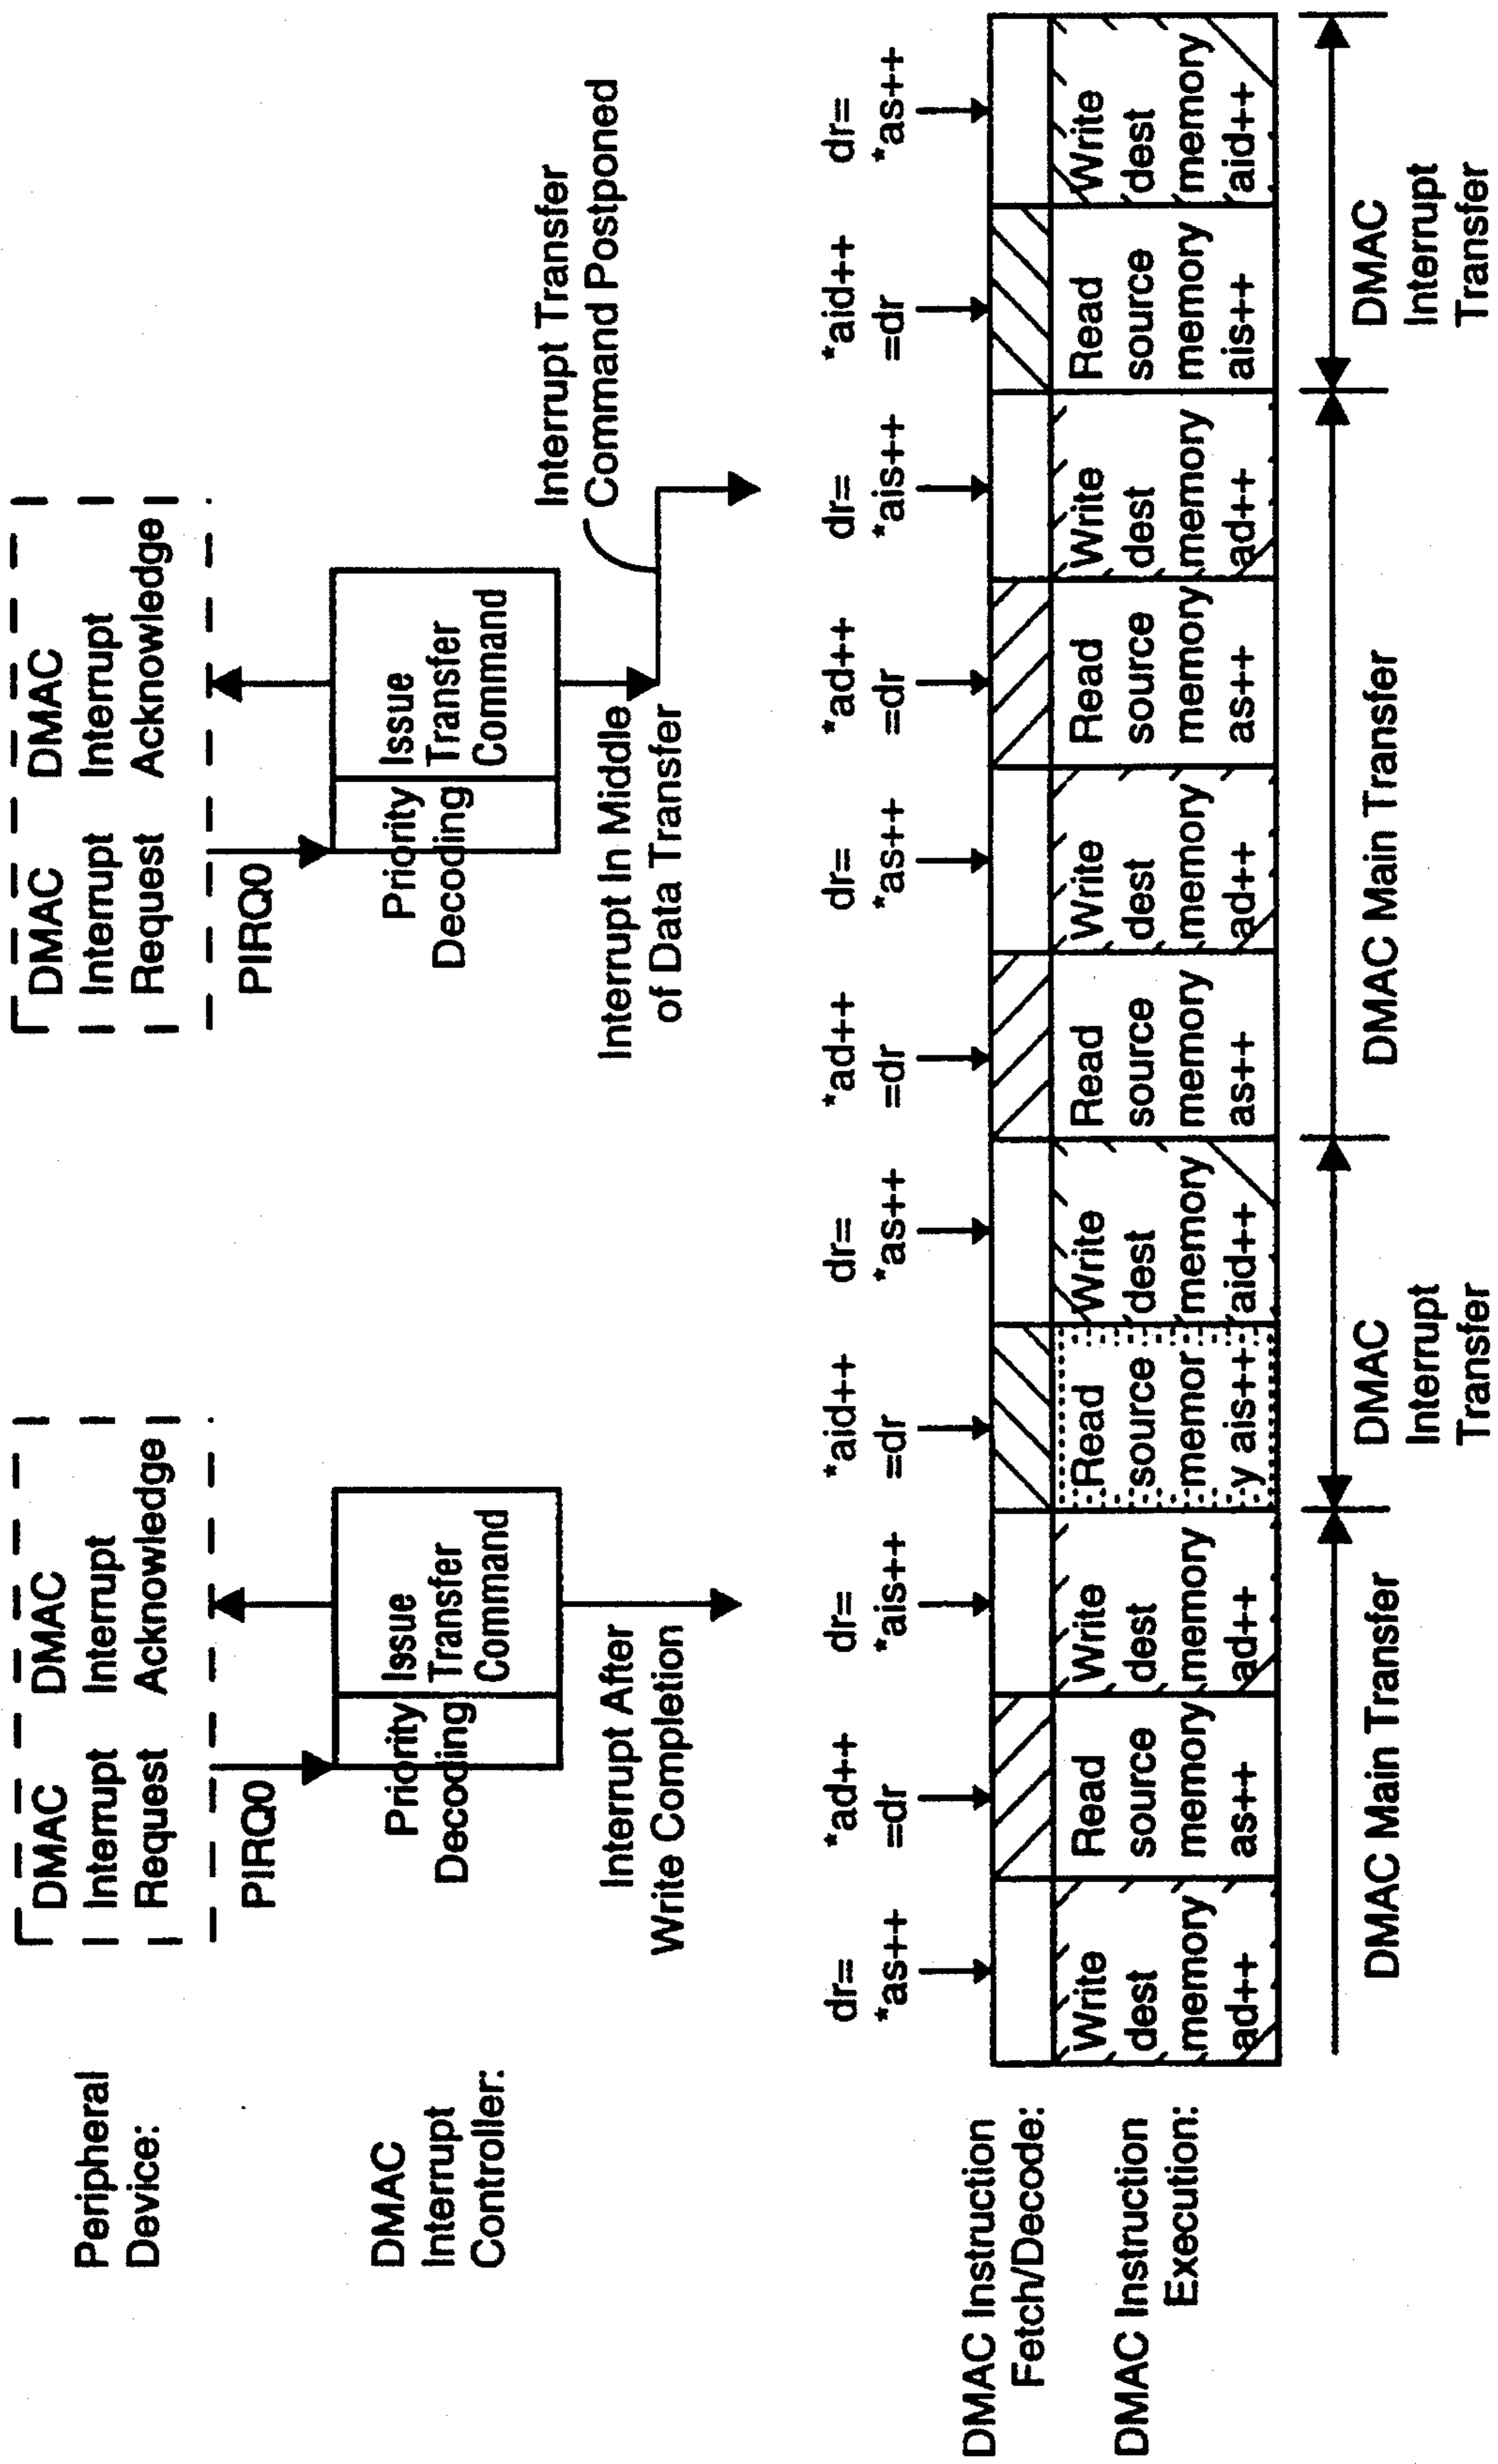 Peripheral
Device:
DMAC
Interrupt
Request
DMAC
Interrupt
Acknowledge
DMAC
Interrupt
Request
DMAC
Interrupt
Acknowledge
PIRQ0
PIRQ0
DMAC
Interrupt
Controller:
Priority
Decoding
Issue
Transfer
Command
Priority
Decoding
Issue
Transfer
Command
Interrupt After
Write Completion
Interrupt In Middle
of Data Transfer
Interrupt Transfer
Command Postponed
dr=
*as++
*ad++
=dr
dr=
*ais++
*aid++
=dr
dr=
*as++
*ad++
=dr
dr=
*as++
*ad++
=dr
dr=
*ais++
*aid++
=dr
dr=
*as++
DMAC Instruction
Fetch/Decode:
DMAC Instruction
Execution:
Write
dest
memory
ad++
Read
source
memory
as++
Write
dest
memory
ad++
Read
source
memor
y ais++
Write
dest
memory
aid++
Read
source
memory
as++
Write
dest
memory
ad++
Read
source
memory
as++
Write
dest
memory
ad++
Read
source
memory
ais++
Write
dest
memory
aid++
DMAC Main Transfer
DMAC
Interrupt
Transfer
DMAC Main Transfer
DMAC
Interrupt
Transfer